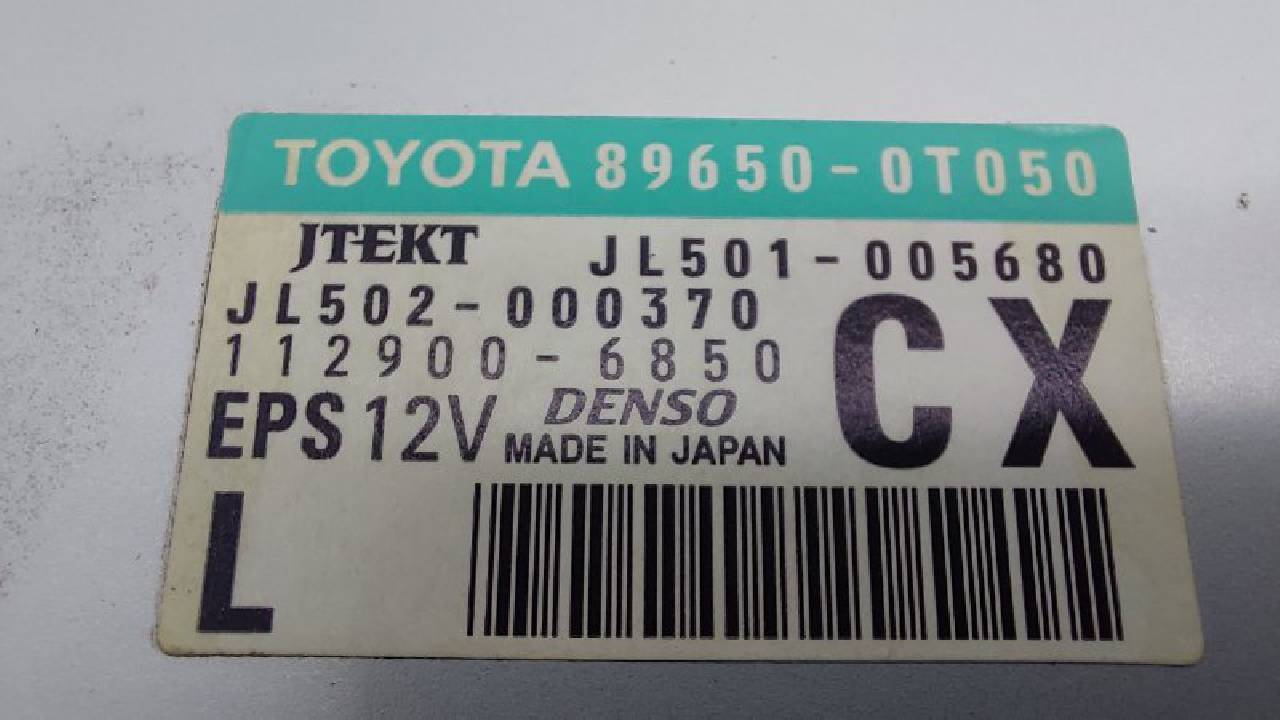 TOYOTA 89650-0T050
JTEKT JL501-005680
JL502-000370
112900-6850
CX
EPS 12V DENSO
MADE IN JAPAN
L